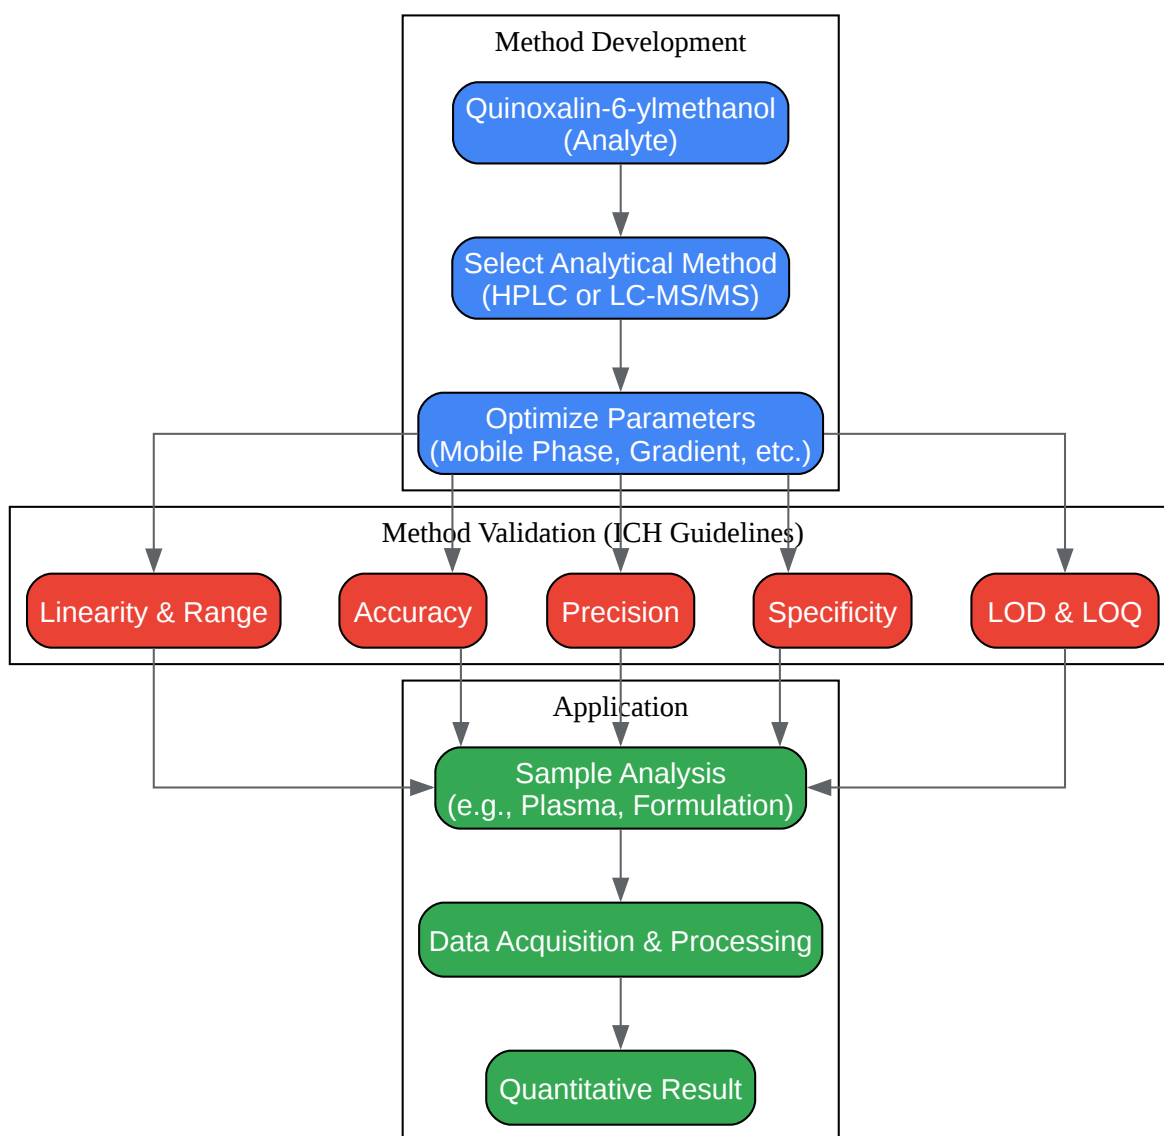 Method Development
Quinoxalin-6-ylmethanol
(Analyte)
Select Analytical Method
(HPLC or LC-MS/MS)
Optimize Parameters
(Mobile Phase, Gradient, etc.)
Method Validation (ICH Guidelines)
Linearity & Range
Accuracy
Precision
Specificity
LOD & LOQ
Application
Sample Analysis
(e.g., Plasma, Formulation)
Data Acquisition & Processing
Quantitative Result